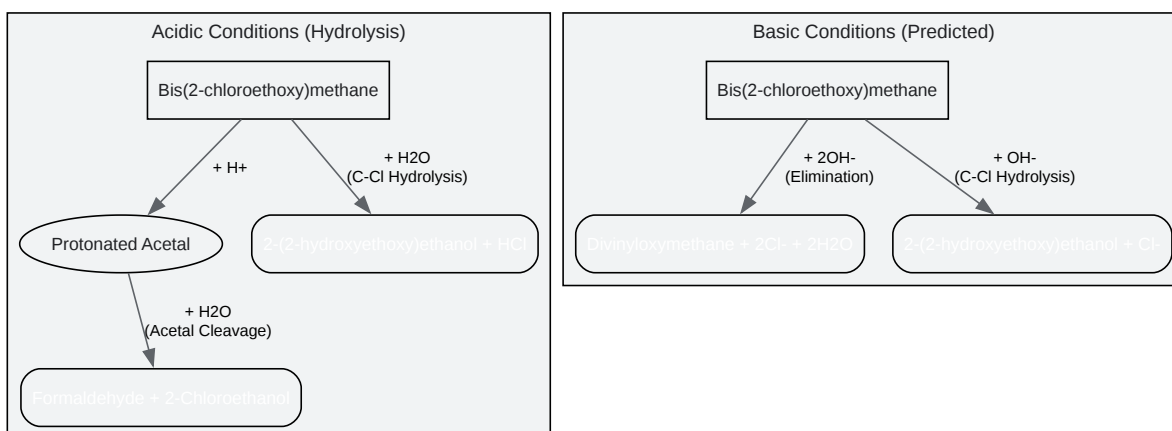 Acidic Conditions (Hydrolysis)
Bis(2-chloroethoxy)methane
+ H+
+ H2O
(C-Cl Hydrolysis)
Protonated Acetal
2-(2-hydroxyethoxy)ethanol + HCl
+ H2O
(Acetal Cleavage)
Formaldehyde + 2-Chloroethanol
Basic Conditions (Predicted)
Bis(2-chloroethoxy)methane
+ 2OH-
(Elimination)
+ OH-
(C-Cl Hydrolysis)
Divinyloxymethane + 2Cl- + 2H2O
2-(2-hydroxyethoxy)ethanol + Cl-